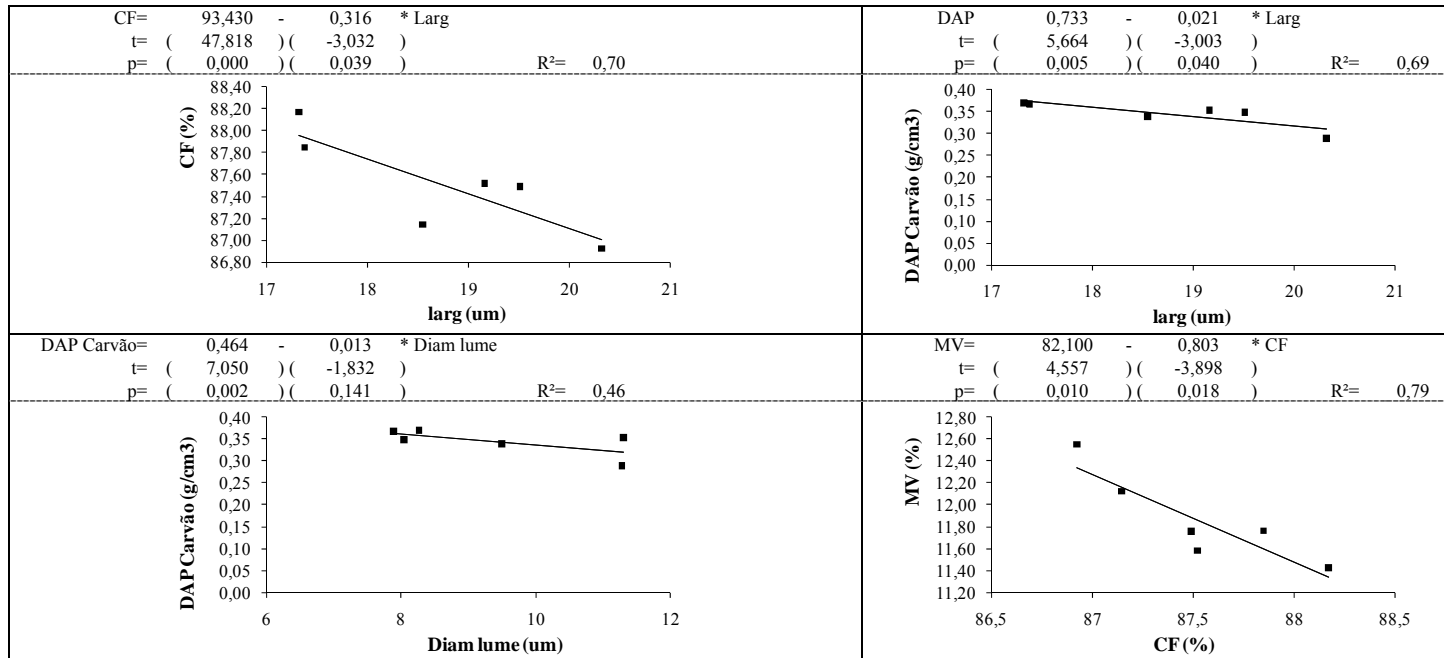 CF= 93,430 - 0,316 * Larg
t= ( 47,818 ) ( -3,032 )
p= ( 0,000 ) ( 0,039 ) R²= 0,70
88,40
88,20
88,00
87,80
87,60
87,40
87,20
87,00
86,80
CF (%)
17 18 19 20 21
larg (um)
DAP 0,733 - 0,021 * Larg
t= ( 5,664 ) ( -3,003 )
p= ( 0,005 ) ( 0,040 ) R²= 0,69
0,40
0,35
0,30
0,25
0,20
0,15
0,10
0,05
0,00
DAP Carvão (g/cm3)
17 18 19 20 21
larg (um)
DAP Carvão= 0,464 - 0,013 * Diam lume
t= ( 7,050 ) ( -1,832 )
p= ( 0,002 ) ( 0,141 ) R²= 0,46
0,40
0,35
0,30
0,25
0,20
0,15
0,10
0,05
0,00
DAP Carvão (g/cm3)
6 8 10 12
Diam lume (um)
MV= 82,100 - 0,803 * CF
t= ( 4,557 ) ( -3,898 )
p= ( 0,010 ) ( 0,018 ) R²= 0,79
12,80
12,60
12,40
12,20
12,00
11,80
11,60
11,40
11,20
MV (%)
86,5 87 87,5 88 88,5
CF (%)